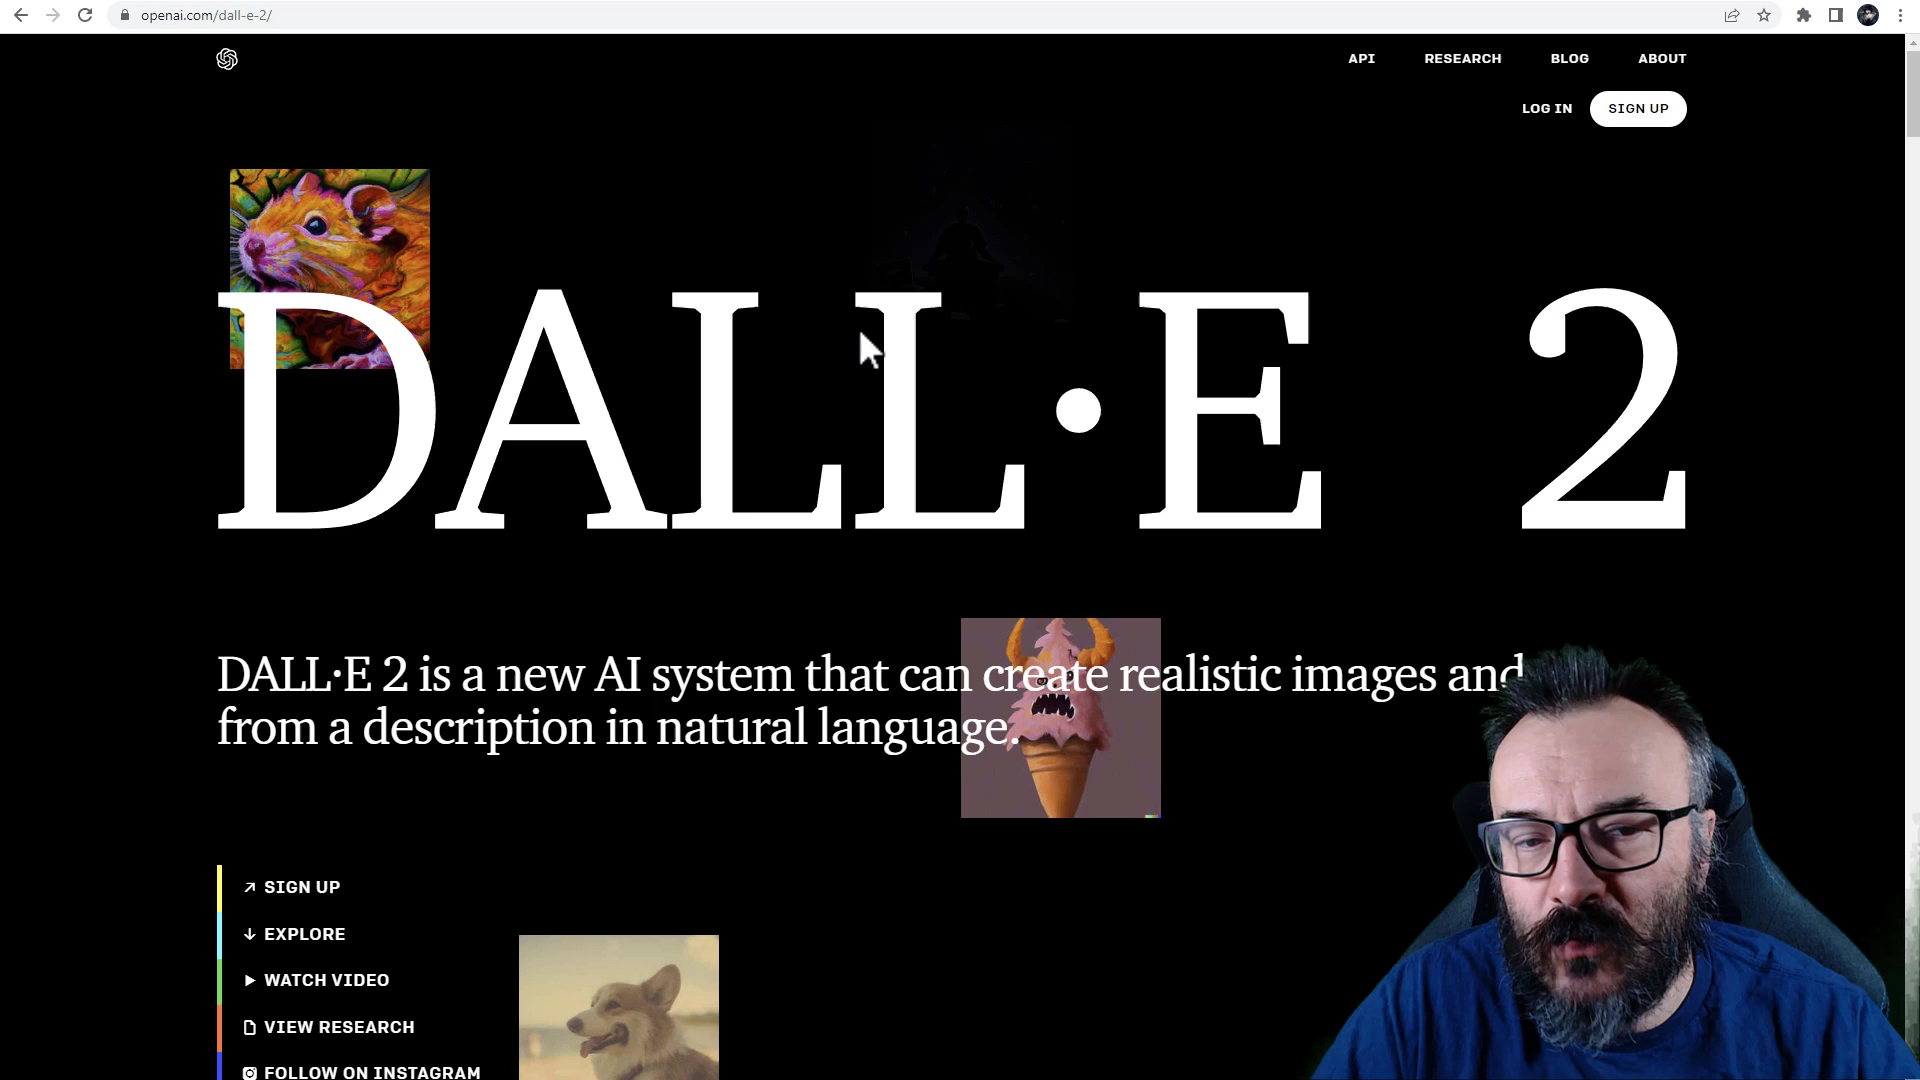 openai.com/dall-e-2/
API RESEARCH BLOG ABOUT
LOG IN SIGN UP
DALL·E 2
DALL·E 2 is a new AI system that can create realistic images and
from a description in natural language.
SIGN UP
EXPLORE
WATCH VIDEO
VIEW RESEARCH
FOLLOW ON INSTAGRAM